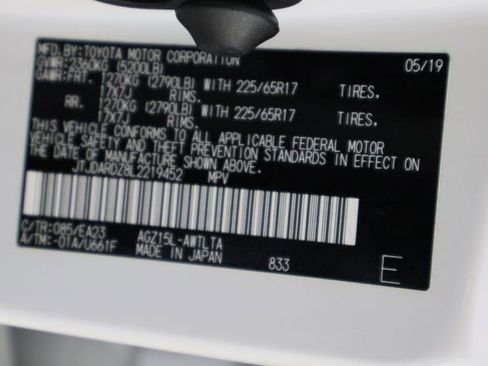 MFD.BY:TOYOTA MOTOR CORPORATION 05/19
GVWR:2360KG (5200LB)
GAWR:FRT. 1270KG (2790LB) WITH 225/65R17 TIRES,
17X7J RIMS,
RR. 1270KG (2790LB) WITH 225/65R17 TIRES,
17X7J RIMS.
THIS VEHICLE CONFORMS TO ALL APPLICABLE FEDERAL MOTOR
VEHICLE SAFETY AND THEFT PREVENTION STANDARDS IN EFFECT ON
THE DATE OF MANUFACTURE SHOWN ABOVE.
JTJDARDZ8L2219452 MPV
C/TR:085/EA23 AGZ15L-AWTLTA
A/TM:-01A/U661F MADE IN JAPAN 833 E